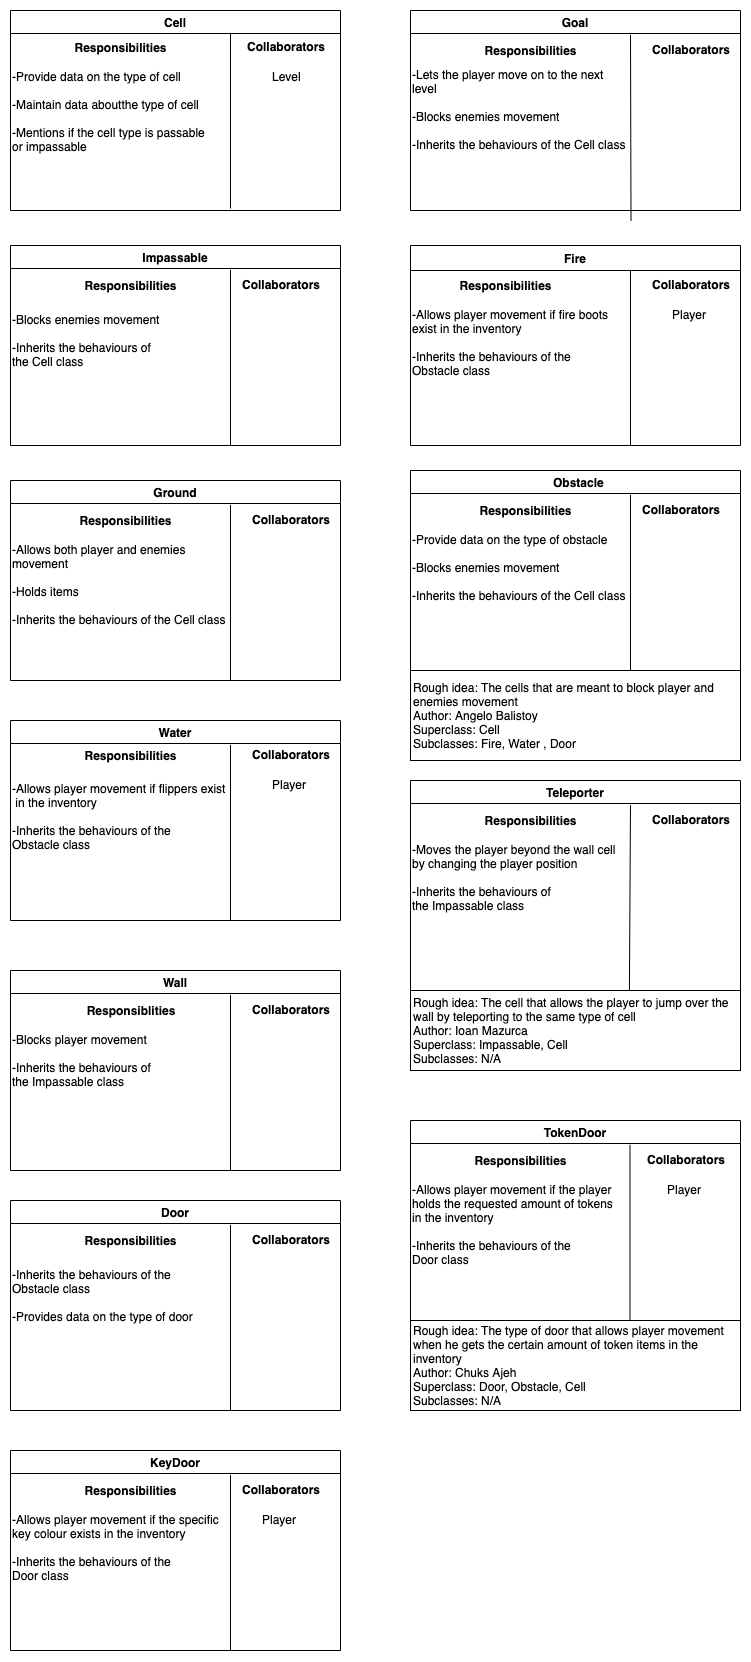 Cell
Responsibilities
Collaborators
-Provide data on the type of cell
Level
-Maintain data aboutthe type of cell
-Mentions if the cell type is passable
or impassable
Goal
Responsibilities
Collaborators
-Lets the player move on to the next
level
-Blocks enemies movement
-Inherits the behaviours of the Cell class
Impassable
Responsibilities
Collaborators
-Blocks enemies movement
-Inherits the behaviours of
the Cell class
Fire
Responsibilities
Collaborators
-Allows player movement if fire boots
exist in the inventory
Player
-Inherits the behaviours of the
Obstacle class
Ground
Responsibilities
Collaborators
-Allows both player and enemies
movement
-Holds items
-Inherits the behaviours of the Cell class
Obstacle
Responsibilities
Collaborators
-Provide data on the type of obstacle
-Blocks enemies movement
-Inherits the behaviours of the Cell class
Rough idea: The cells that are meant to block player and
enemies movement
Author: Angelo Balistoy
Superclass: Cell
Subclasses: Fire, Water , Door
Water
Responsibilities
Collaborators
-Allows player movement if flippers exist
in the inventory
Player
-Inherits the behaviours of the
Obstacle class
Teleporter
Responsibilities
Collaborators
-Moves the player beyond the wall cell
by changing the player position
-Inherits the behaviours of
the Impassable class
Rough idea: The cell that allows the player to jump over the
wall by teleporting to the same type of cell
Author: Ioan Mazurca
Superclass: Impassable, Cell
Subclasses: N/A
Wall
Responsiblities
Collaborators
-Blocks player movement
-Inherits the behaviours of
the Impassable class
TokenDoor
Responsibilities
Collaborators
-Allows player movement if the player
holds the requested amount of tokens
in the inventory
Player
-Inherits the behaviours of the
Door class
Rough idea: The type of door that allows player movement
when he gets the certain amount of token items in the
inventory
Author: Chuks Ajeh
Superclass: Door, Obstacle, Cell
Subclasses: N/A
Door
Responsibilities
Collaborators
-Inherits the behaviours of the
Obstacle class
-Provides data on the type of door
KeyDoor
Responsibilities
Collaborators
-Allows player movement if the specific
key colour exists in the inventory
Player
-Inherits the behaviours of the
Door class